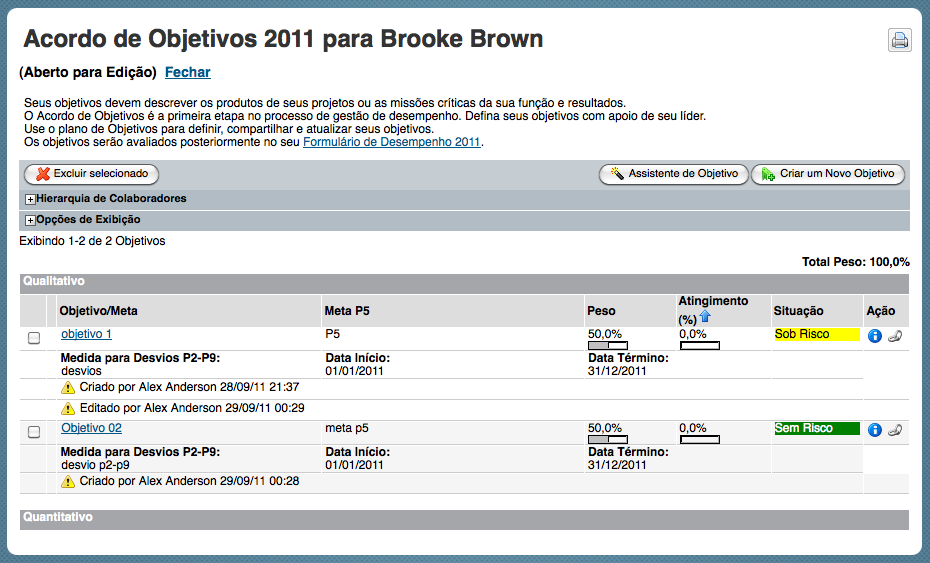 Acordo de Objetivos 2011 para Brooke Brown
(Aberto para Edição) Fechar
Seus objetivos devem descrever os produtos de seus projetos ou as missões críticas da sua função e resultados.
O Acordo de Objetivos é a primeira etapa no processo de gestão de desempenho. Defina seus objetivos com apoio de seu líder.
Use o plano de Objetivos para definir, compartilhar e atualizar seus objetivos.
Os objetivos serão avaliados posteriormente no seu Formulário de Desempenho 2011.
Excluir selecionado Assistente de Objetivo Criar um Novo Objetivo
Hierarquia de Colaboradores
Opções de Exibição
Exibindo 1-2 de 2 Objetivos
Total Peso: 100,0%
Qualitativo
Objetivo/Meta Meta P5 Peso Atingimento (%) Situação Ação
objetivo 1 P5 50,0% 0,0% Sob Risco
Medida para Desvios P2-P9: Data Início: Data Término:
desvios 01/01/2011 31/12/2011
Criado por Alex Anderson 28/09/11 21:37
Editado por Alex Anderson 29/09/11 00:29
Objetivo 02 meta p5 50,0% 0,0% Sem Risco
Medida para Desvios P2-P9: Data Início: Data Término:
desvio p2-p9 01/01/2011 31/12/2011
Criado por Alex Anderson 29/09/11 00:28
Quantitativo